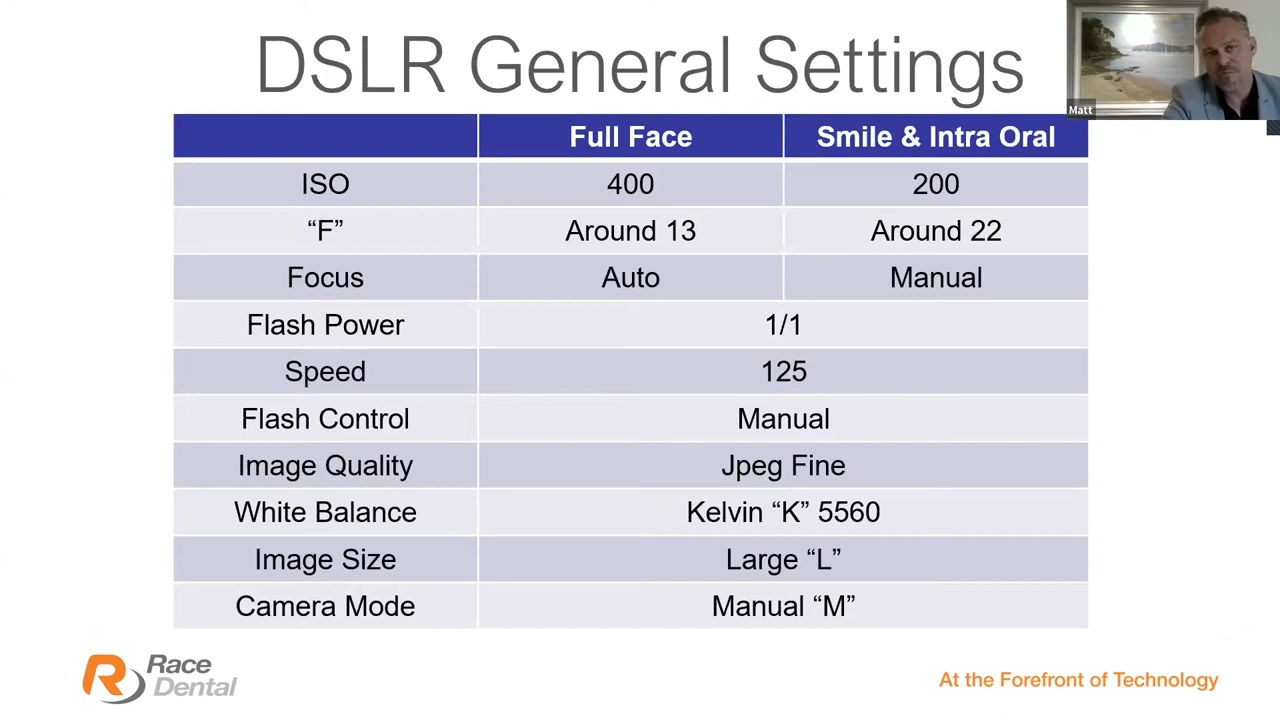 DSLR General Settings
Matt
Full Face Smile & Intra Oral
ISO 400 200
“F” Around 13 Around 22
Focus Auto Manual
Flash Power 1/1
Speed 125
Flash Control Manual
Image Quality Jpeg Fine
White Balance Kelvin “K” 5560
Image Size Large “L”
Camera Mode Manual “M”
R Race
Dental
At the Forefront of Technology